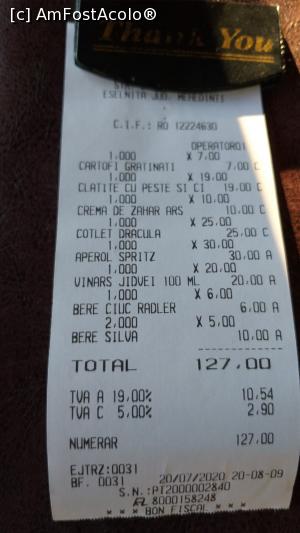 [c] AmFostAcolo®
Thank You
ESELNITA JUD. MEHEDINTI
C.I.F.: RO 12224630
OPERATOR01
1,000 X 7,00
CARTOFI GRATINATI 7,00 C
1,000 X 19,00
CLATITE CU PESTE SI CI 19,00 C
1,000 X 10,00
CREMA DE ZAHAR ARS 10,00 C
1,000 X 25,00
COTLET DRACULA 25,00 C
1,000 X 30,00
APEROL SPRITZ 30,00 A
1,000 X 20,00
VINARS JIDVEI 100 ML 20,00 A
1,000 X 6,00
BERE CIUC RADLER 6,00 A
2,000 X 5,00
BERE SILVA 10,00 A
TOTAL 127,00
TVA A 19,00% 10,54
TVA C 5,00% 2,90
NUMERAR 127,00
EJTRZ:0031
BF. 0031 20/07/2020 20-08-09
S.N.:PT2000002840
8000158248
* * * BON FISCAL * * *